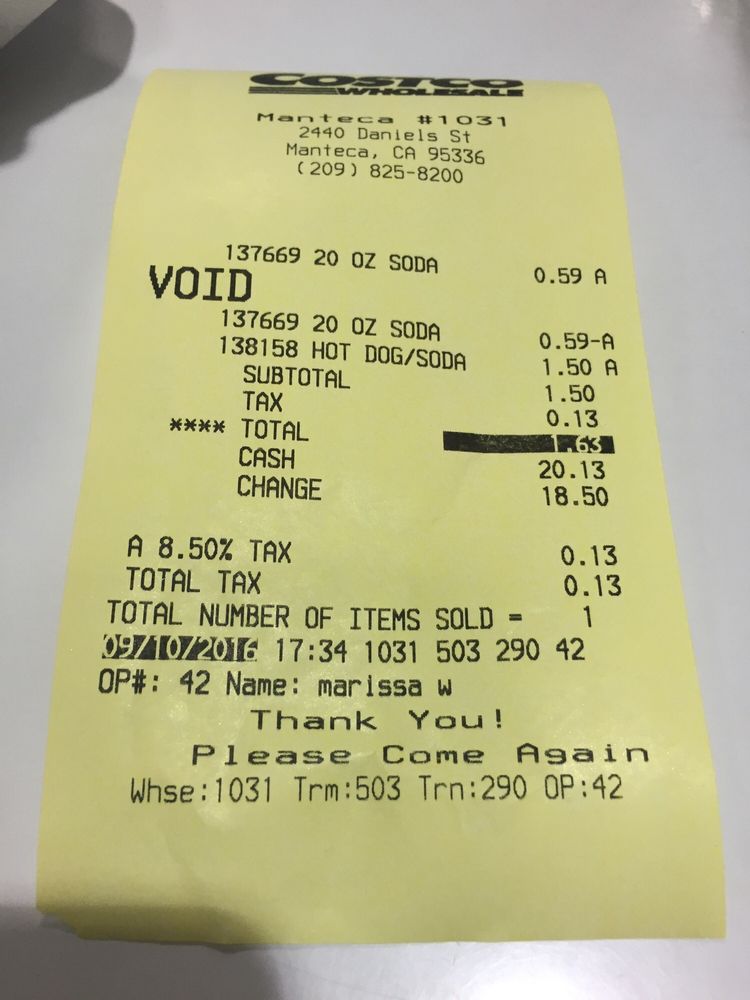 COSTCO
WHOLESALE
Manteca #1031
2440 Daniels St
Manteca, CA 95336
(209) 825-8200
137669 20 OZ SODA 0.59 A
VOID
137669 20 OZ SODA 0.59-A
138158 HOT DOG/SODA 1.50 A
SUBTOTAL 1.50
TAX 0.13
**** TOTAL 1.63
CASH 20.13
CHANGE 18.50
A 8.50% TAX 0.13
TOTAL TAX 0.13
TOTAL NUMBER OF ITEMS SOLD = 1
09/10/2016 17:34 1031 503 290 42
OP#: 42 Name: marissa w
Thank You!
Please Come Again
Whse:1031 Trm:503 Trn:290 OP:42